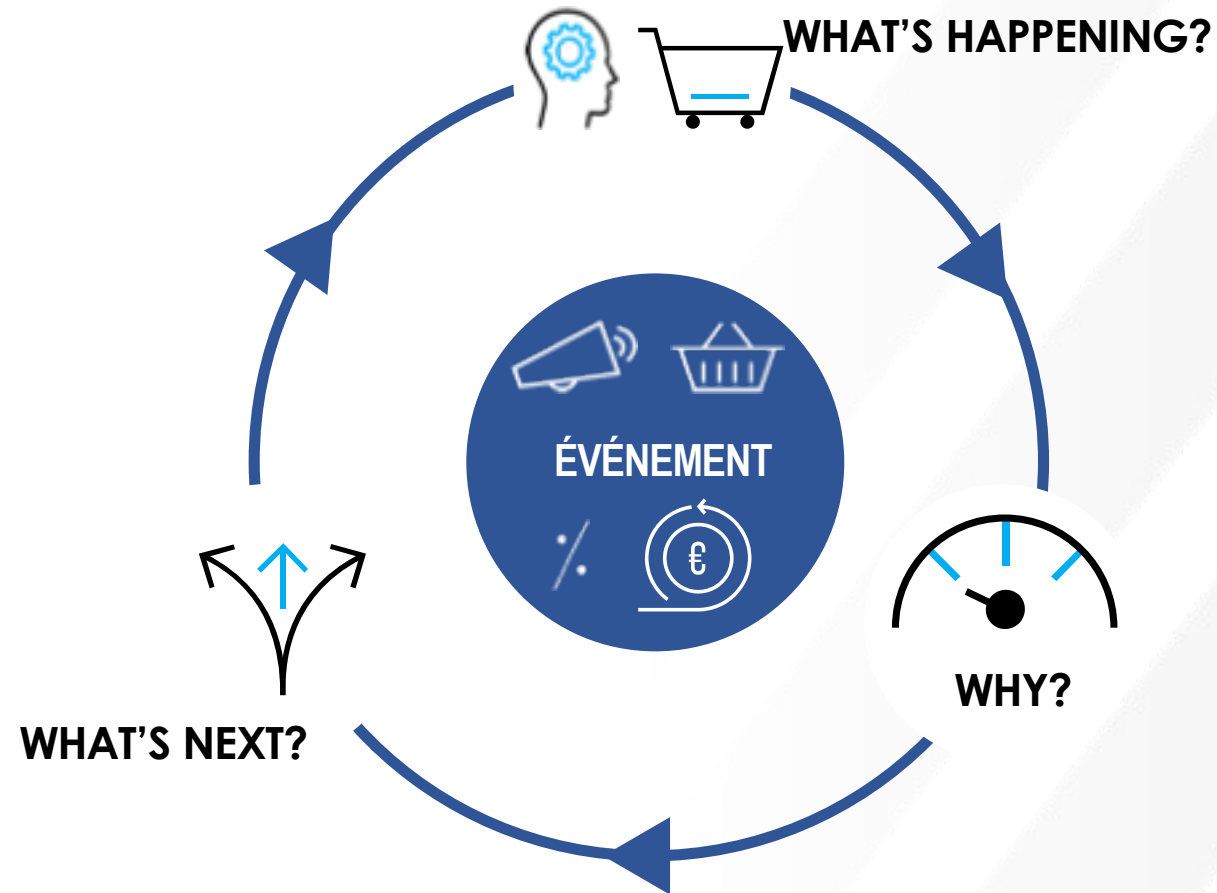 WHAT'S HAPPENING?
ÉVÉNEMENT
€
WHY?
WHAT'S NEXT?